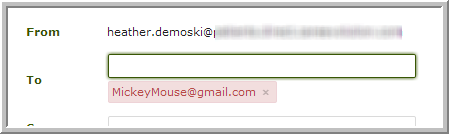 From heather.demoski@
To
MickeyMouse@gmail.com ×